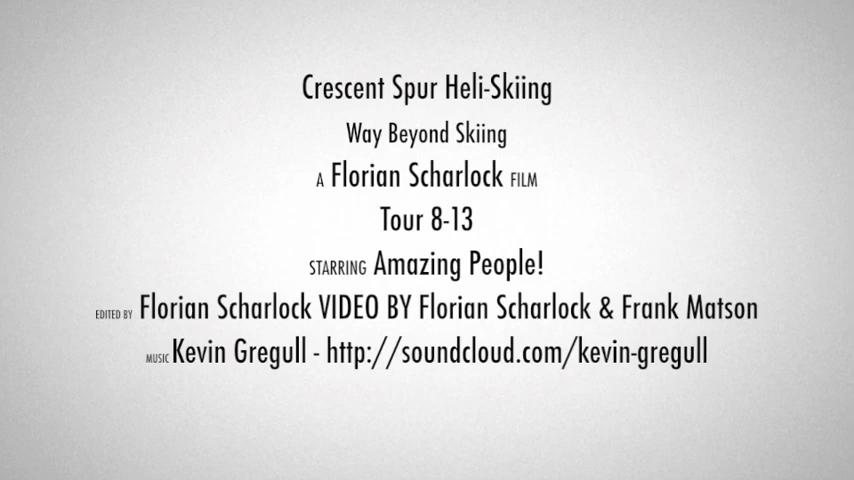 Crescent Spur Heli-Skiing
Way Beyond Skiing
A Florian Scharlock FILM
Tour 8-13
STARRING Amazing People!
EDITED BY Florian Scharlock VIDEO BY Florian Scharlock & Frank Matson
MUSIC Kevin Gregull - http://soundcloud.com/kevin-gregull